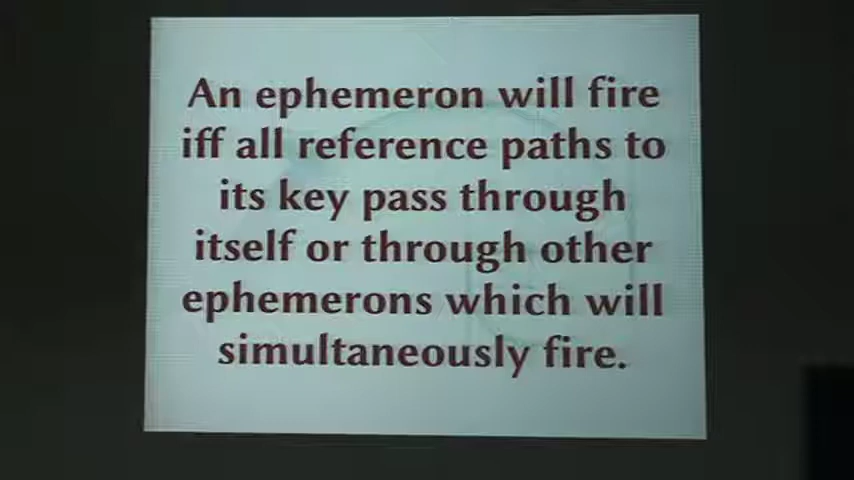 An ephemeron will fire
iff all reference paths to
its key pass through
itself or through other
ephemerons which will
simultaneously fire.